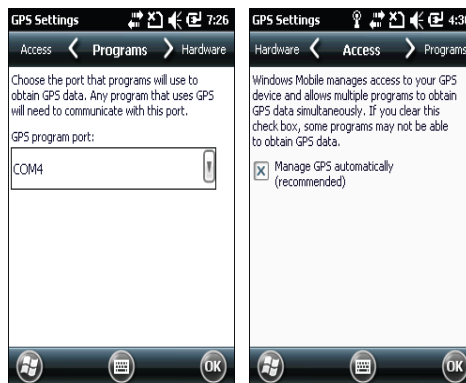 GPS Settings 7:26
Access Programs Hardware
Choose the port that programs will use to
obtain GPS data. Any program that uses GPS
will need to communicate with this port.
GPS program port:
COM4
OK
GPS Settings 4:30
Hardware Access Programs
Windows Mobile manages access to your GPS
device and allows multiple programs to obtain
GPS data simultaneously. If you clear this
check box, some programs may not be able
to obtain GPS data.
Manage GPS automatically
(recommended)
OK